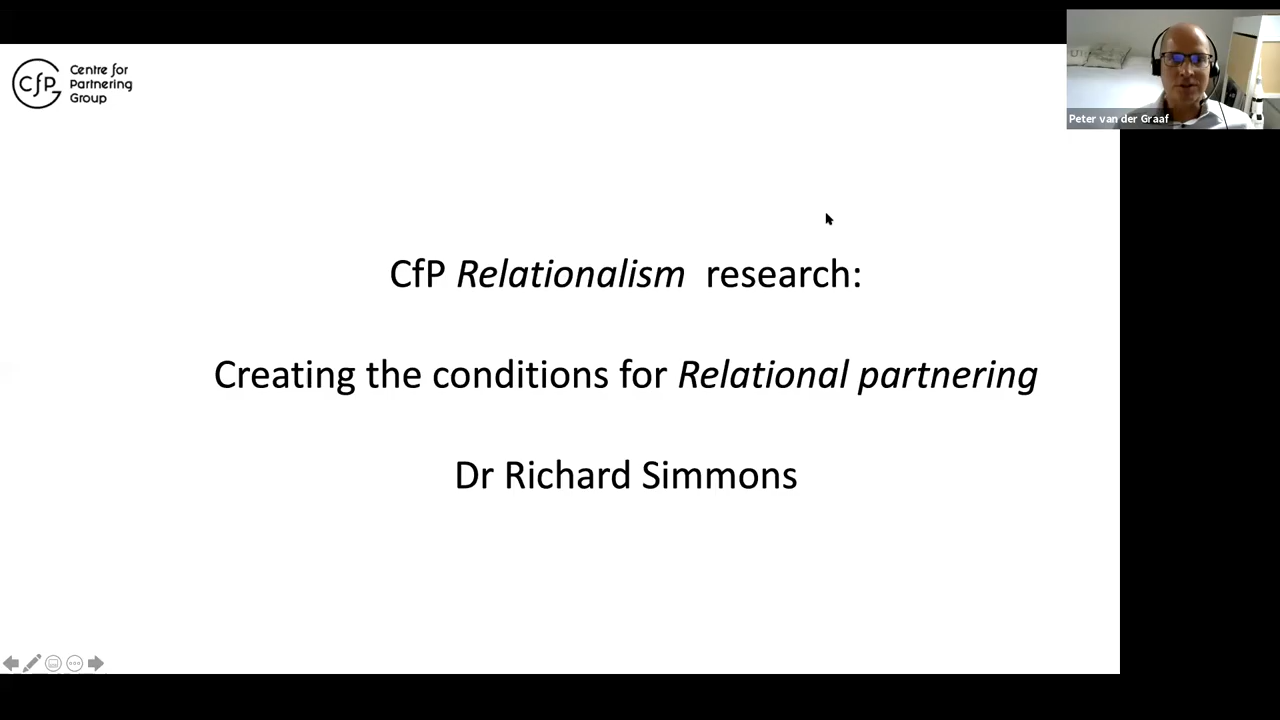 CfP
Centre for
Partnering
Group
Peter van der Graaf
CfP Relationalism research:
Creating the conditions for Relational partnering
Dr Richard Simmons